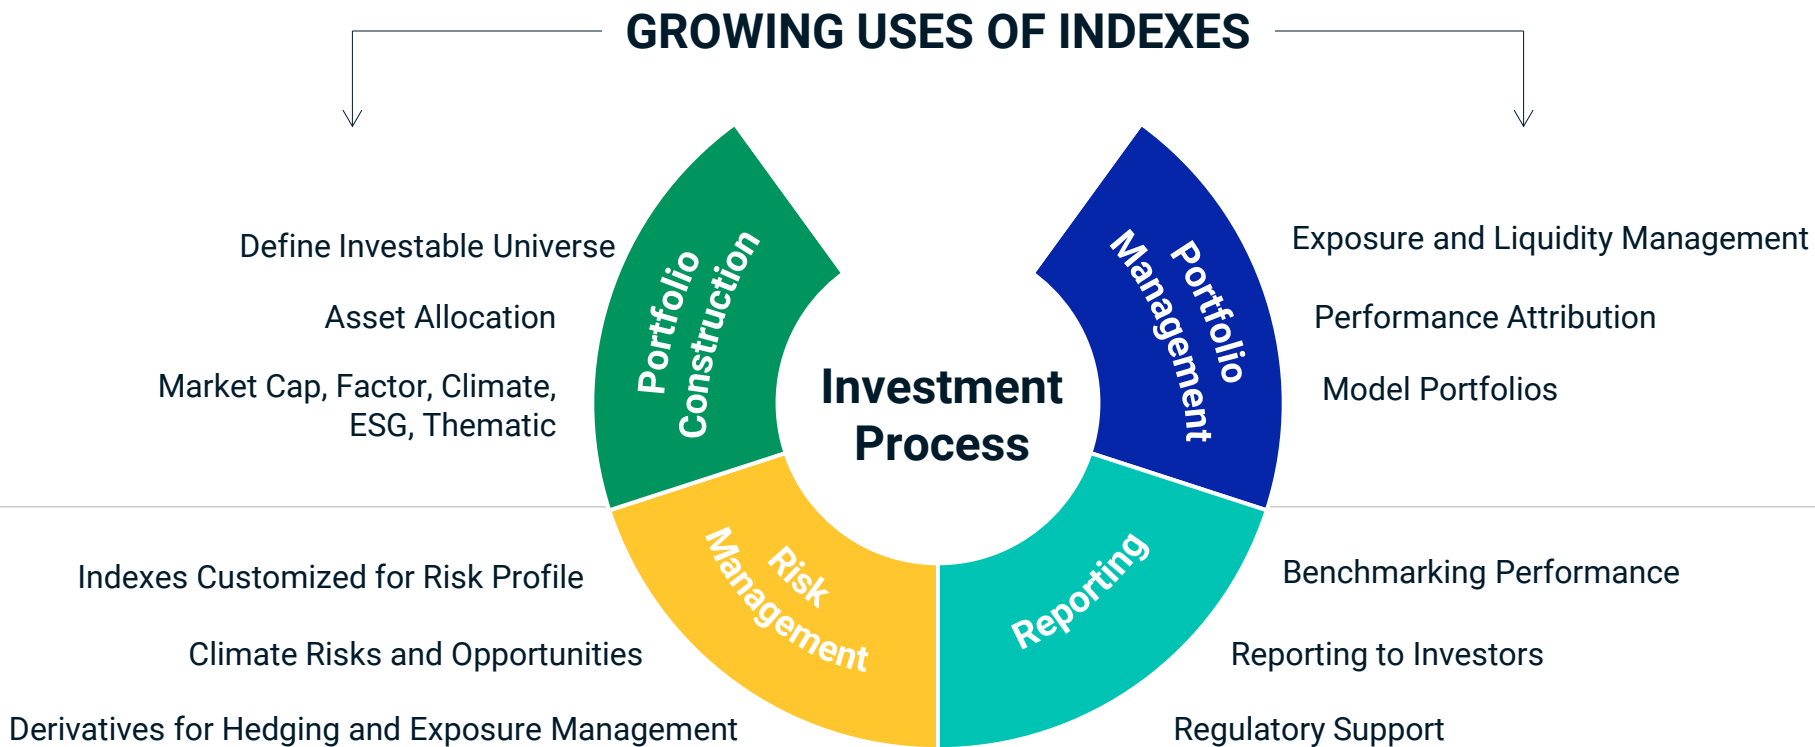 GROWING USES OF INDEXES
Define Investable Universe
Asset Allocation
Market Cap, Factor, Climate,
ESG, Thematic
Portfolio
Construction
Investment
Process
Portfolio
Management
Exposure and Liquidity Management
Performance Attribution
Model Portfolios
Indexes Customized for Risk Profile
Climate Risks and Opportunities
Derivatives for Hedging and Exposure Management
Risk
Management
Reporting
Benchmarking Performance
Reporting to Investors
Regulatory Support